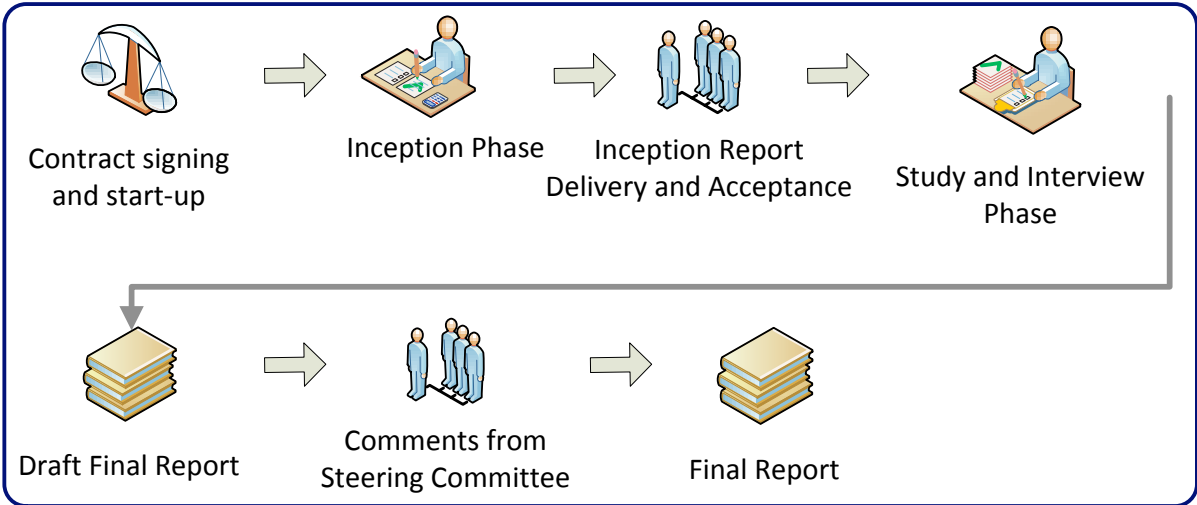 Contract signing
and start-up
Inception Phase
Inception Report
Delivery and Acceptance
Study and Interview
Phase
Draft Final Report
Comments from
Steering Committee
Final Report